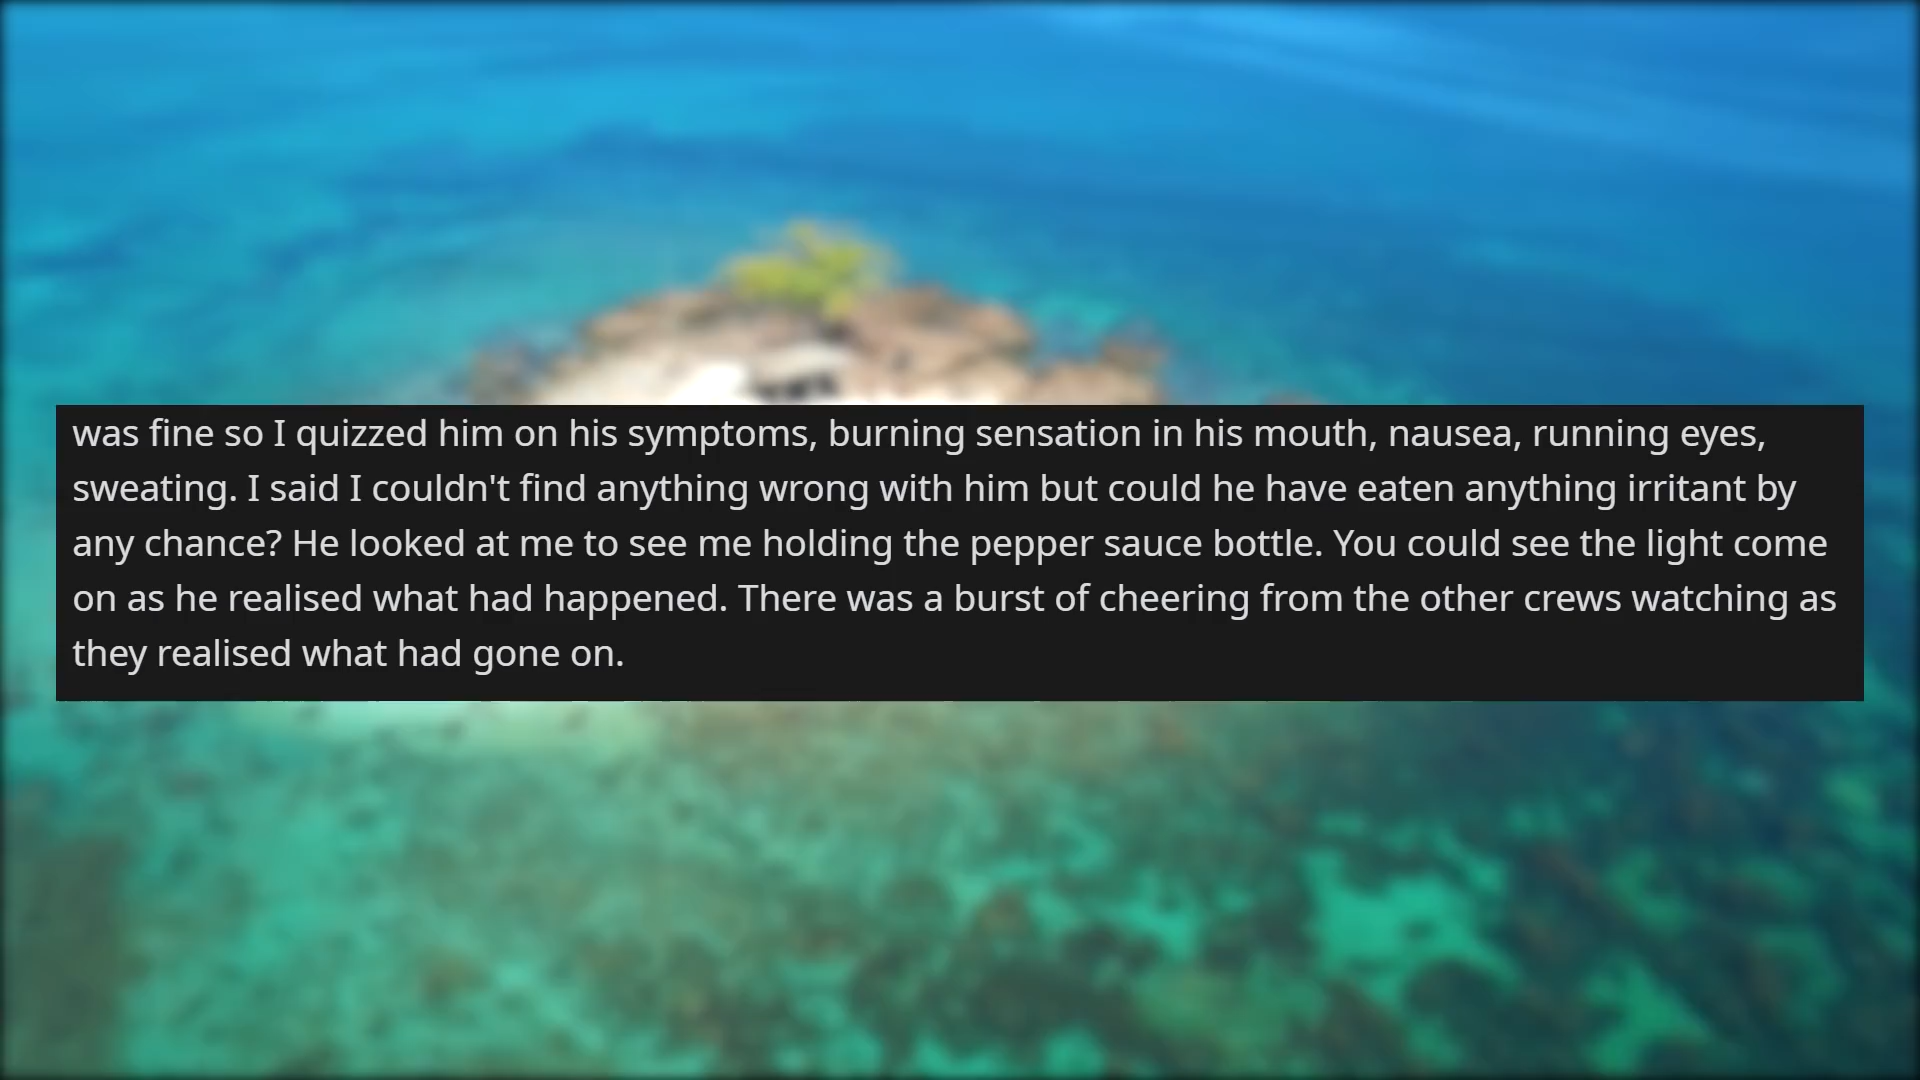 was fine so I quizzed him on his symptoms, burning sensation in his mouth, nausea, running eyes,
sweating. I said I couldn't find anything wrong with him but could he have eaten anything irritant by
any chance? He looked at me to see me holding the pepper sauce bottle. You could see the light come
on as he realised what had happened. There was a burst of cheering from the other crews watching as
they realised what had gone on.